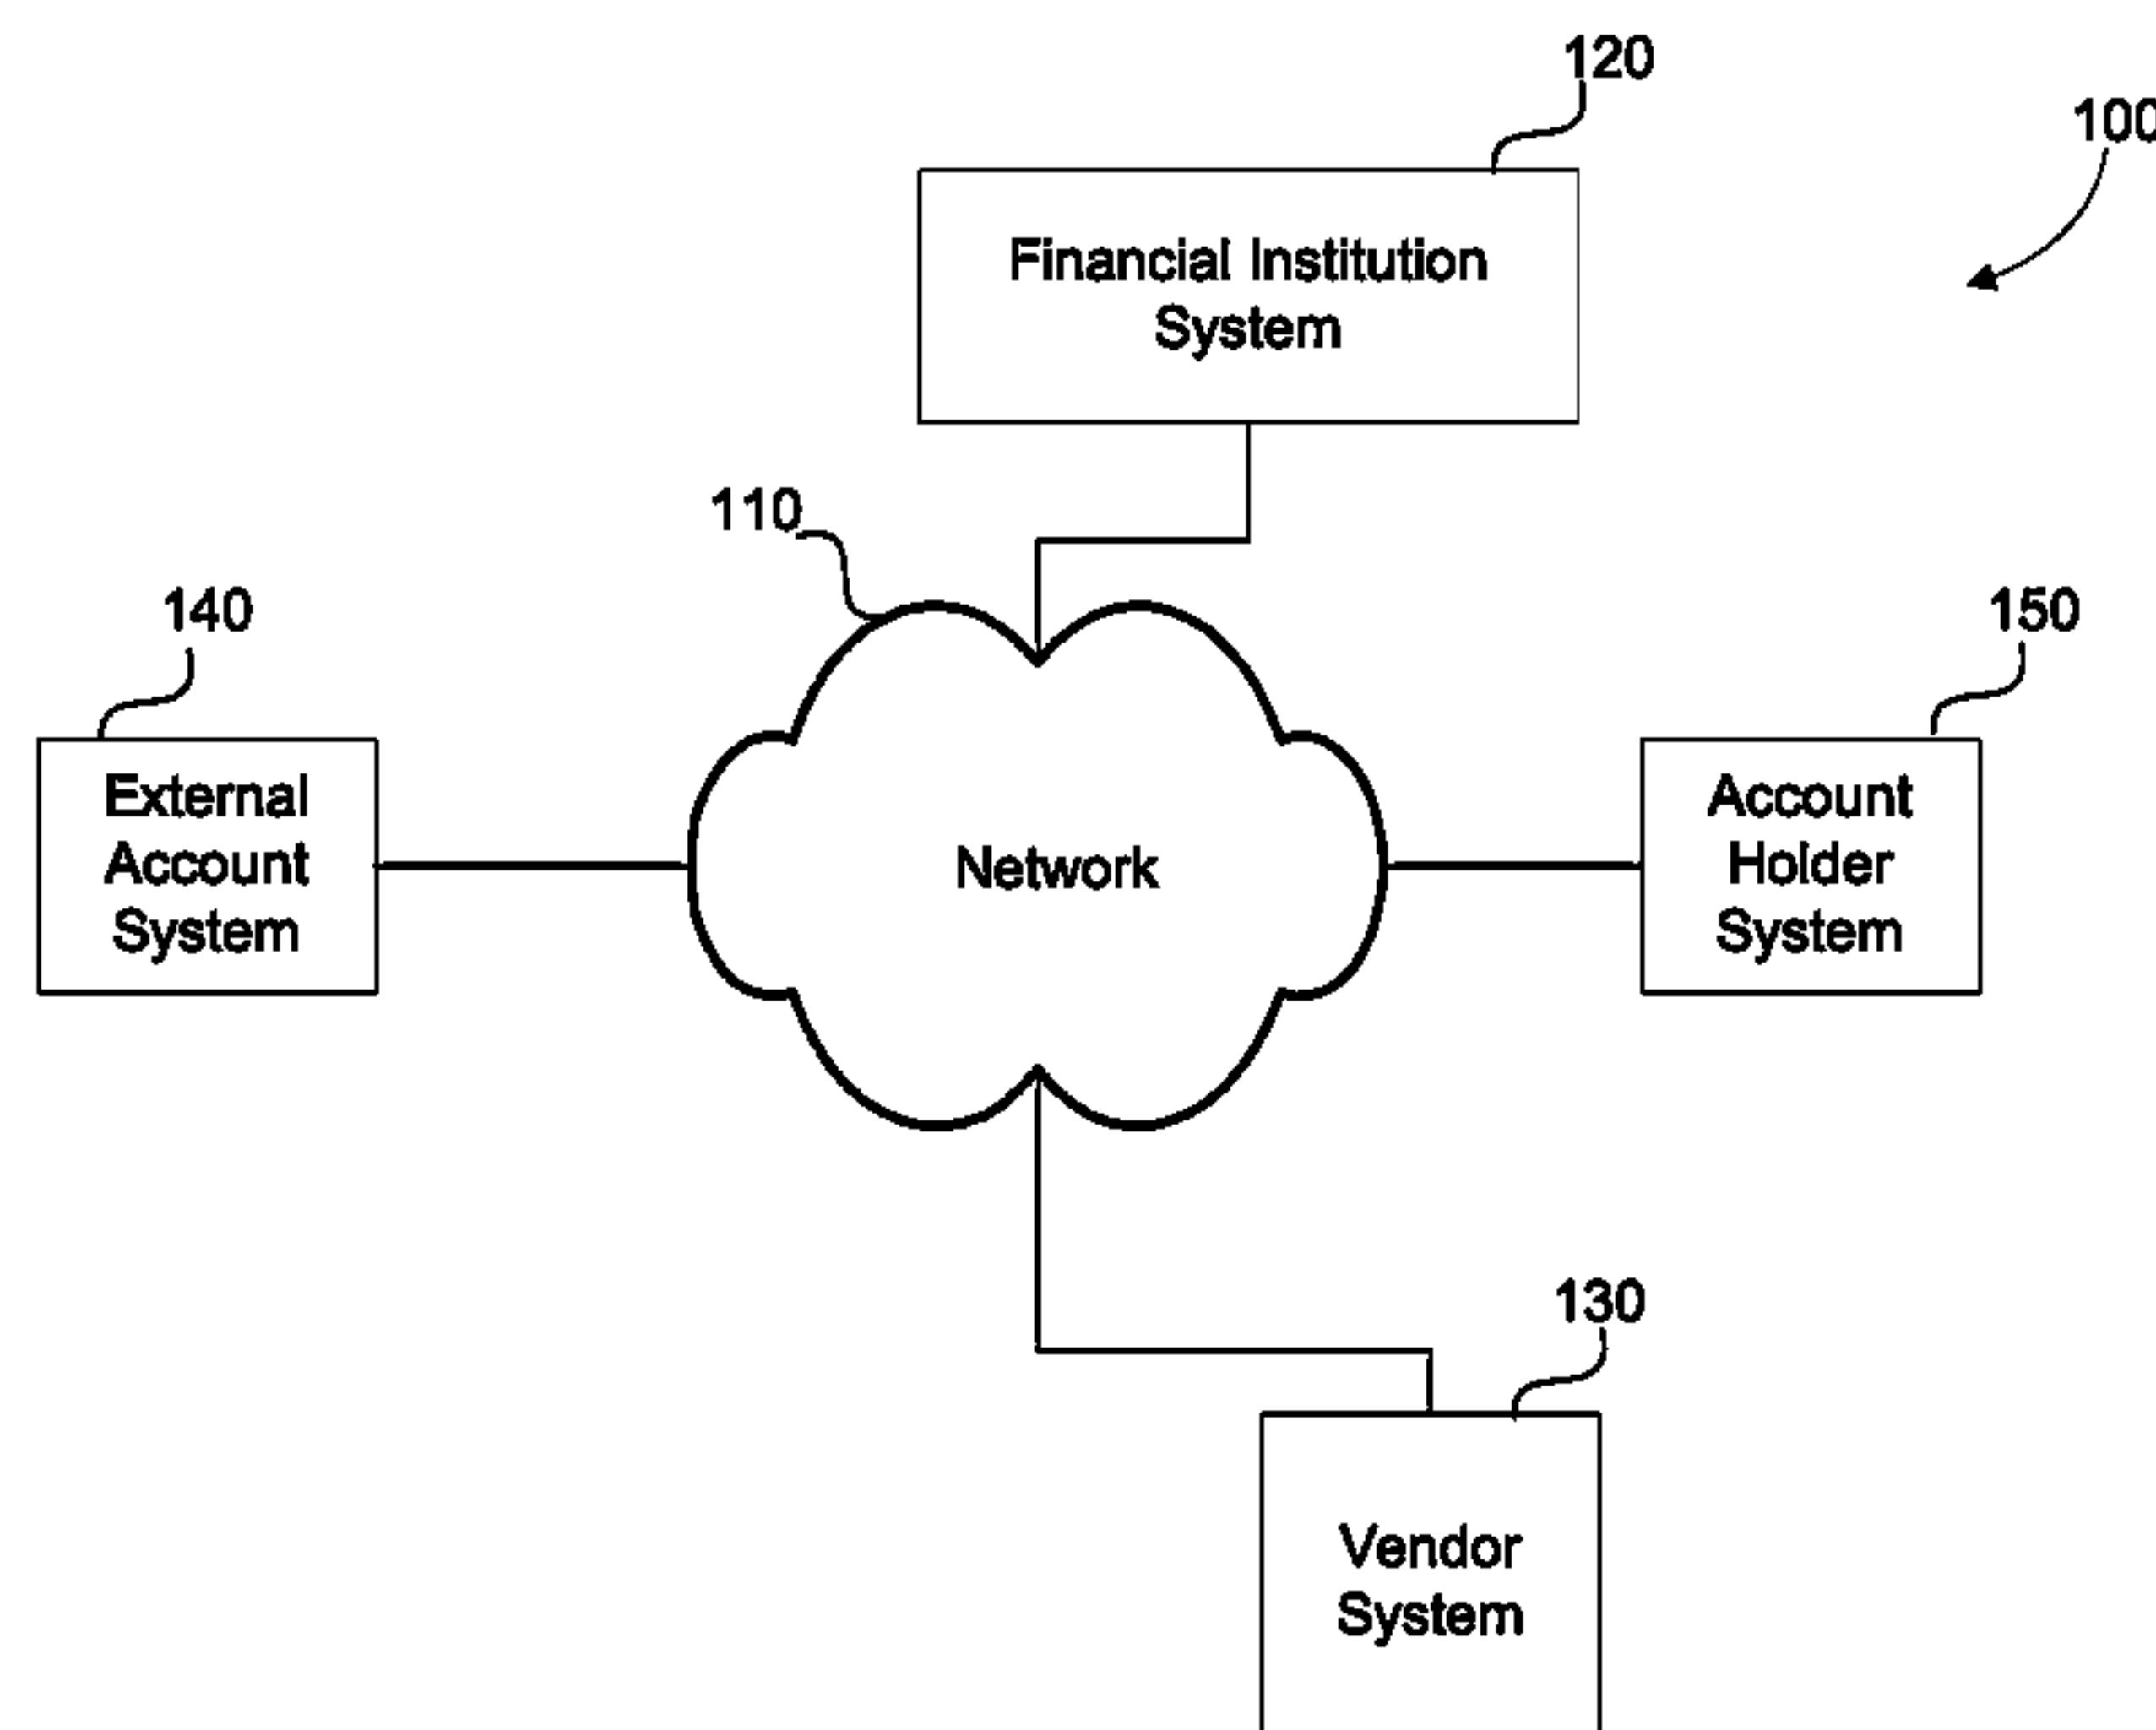 120
100
Financial Institution
System
110
140
150
External
Account
System
Network
Account
Holder
System
130
Vendor
System